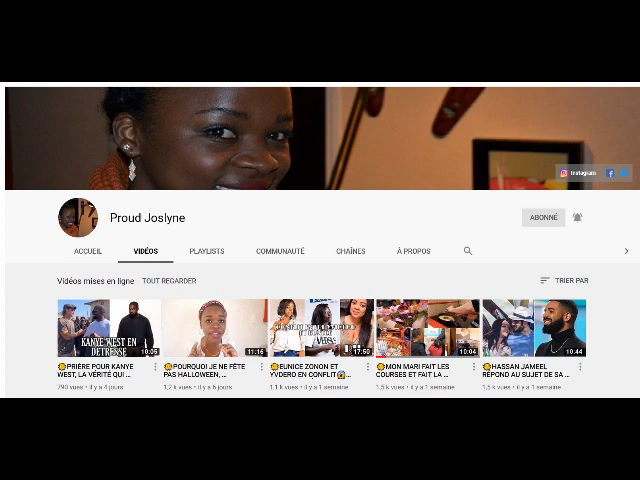 Instagram
Proud Joslyne
ABONNÉ
ACCUEIL VIDÉOS PLAYLISTS COMMUNAUTÉ CHAÎNES À PROPOS
Vidéos mises en ligne TOUT REGARDER TRIER PAR
KANYE WEST EN
DÉTRESSE
10:05
11:16
17:50
10:04
10:44
PRIÈRE POUR KANYE
WEST, LA VÉRITÉ QUI ...
790 vues • il y a 4 jours
POURQUOI JE NE FÊTE
PAS HALLOWEEN, ...
1,2 k vues • il y a 6 jours
EUNICE ZONON ET
YVDERO EN CONFLIT😱...
1,1 k vues • il y a 1 semaine
MON MARI FAIT LES
COURSES ET FAIT LA ...
1,5 k vues • il y a 1 semaine
HASSAN JAMEEL
RÉPOND AU SUJET DE SA ...
1,5 k vues • il y a 1 semaine